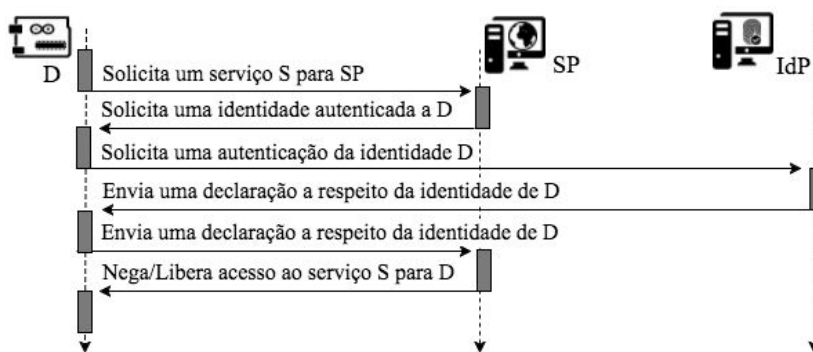 D
SP
IdP
Solicita um serviço S para SP
Solicita uma identidade autenticada a D
Solicita uma autenticação da identidade D
Envia uma declaração a respeito da identidade de D
Envia uma declaração a respeito da identidade de D
Nega/Libera acesso ao serviço S para D